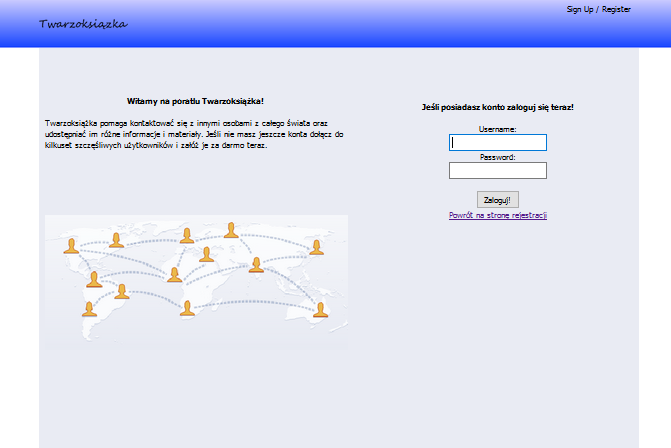 Sign Up / Register
Twarzoksiążka
Witamy na poratlu Twarzoksiążka!
Twarzoksiążka pomaga kontaktować się z innymi osobami z całego świata oraz
udostępniać im różne informacje i materiały. Jeśli nie masz jeszcze konta dołącz do
kilkuset szczęśliwych użytkowników i załóż je za darmo teraz.
Jeśli posiadasz konto zaloguj się teraz!
Username:
Password:
Zaloguj!
Powrót na stronę rejestracji